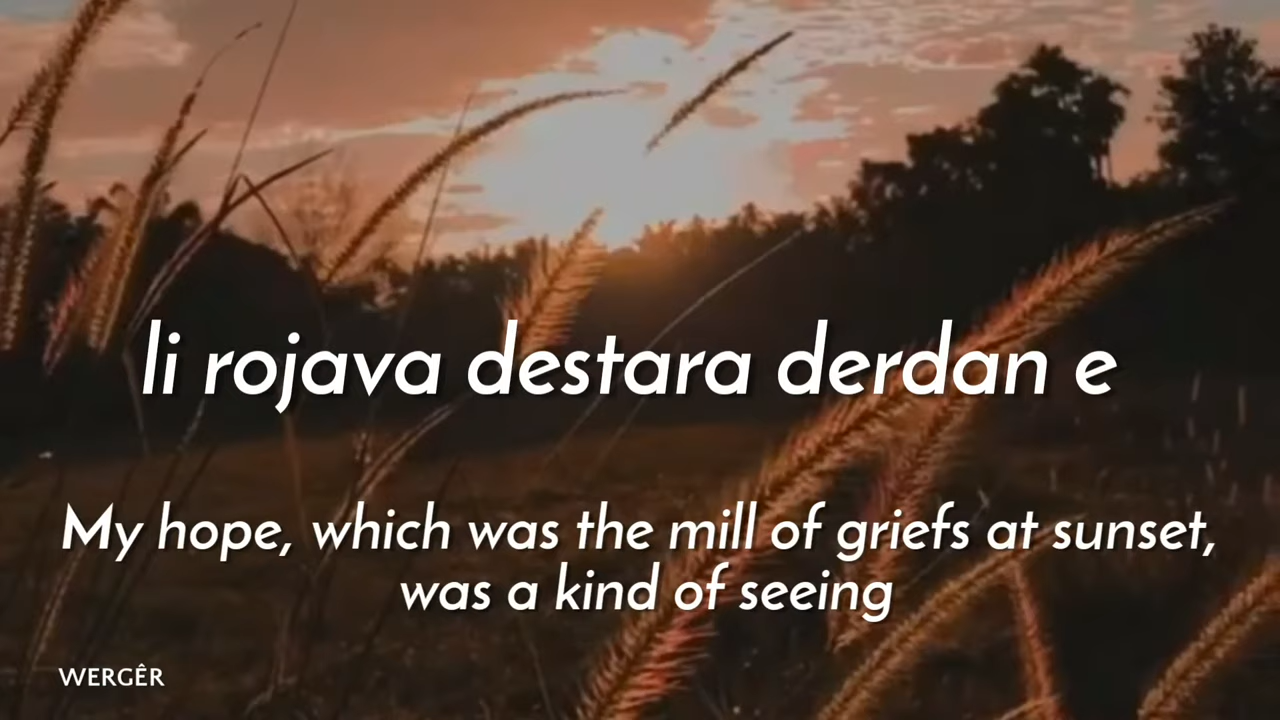 li rojava destara derdan e
My hope, which was the mill of griefs at sunset,
was a kind of seeing
WERGÊR